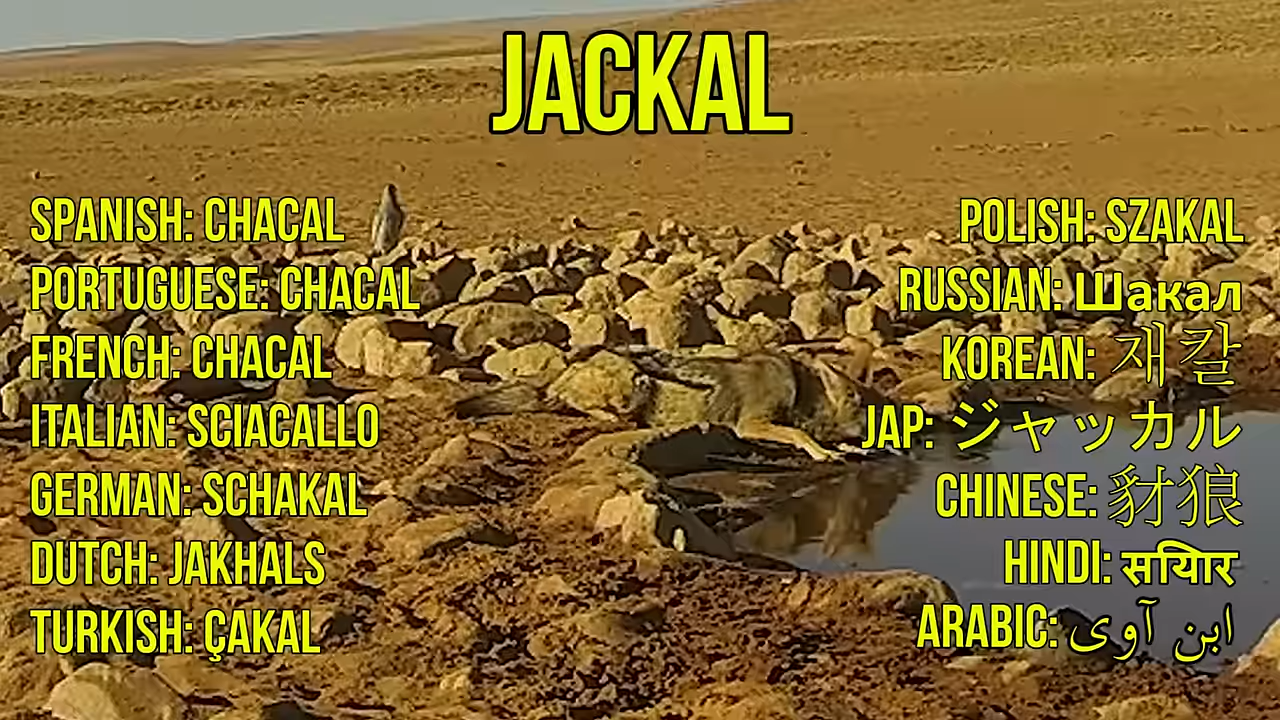 JACKAL
SPANISH: CHACAL
PORTUGUESE: CHACAL
FRENCH: CHACAL
ITALIAN: SCIACALLO
GERMAN: SCHAKAL
DUTCH: JAKHALS
TURKISH: ÇAKAL
POLISH: SZAKAL
RUSSIAN: Шакал
KOREAN: 재칼
JAP: ジャッカル
CHINESE: 豺狼
HINDI: सयिार
ARABIC: ابن آوى